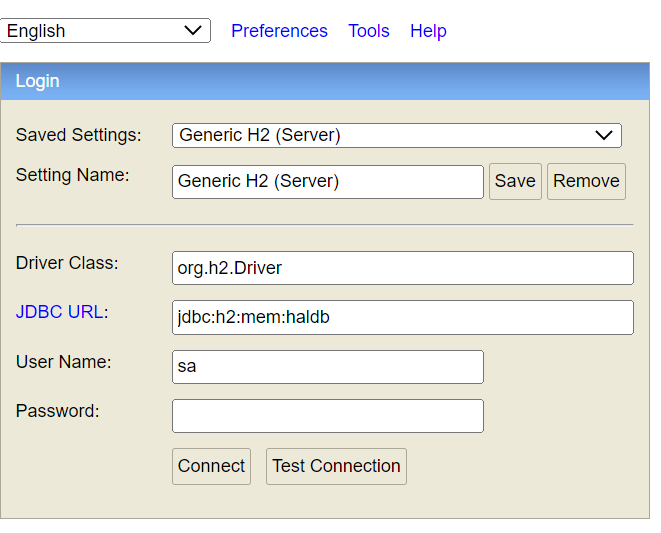 English Preferences Tools Help
Login
Saved Settings: Generic H2 (Server)
Setting Name: Generic H2 (Server) Save Remove
Driver Class: org.h2.Driver
JDBC URL: jdbc:h2:mem:haldb
User Name: sa
Password:
Connect Test Connection